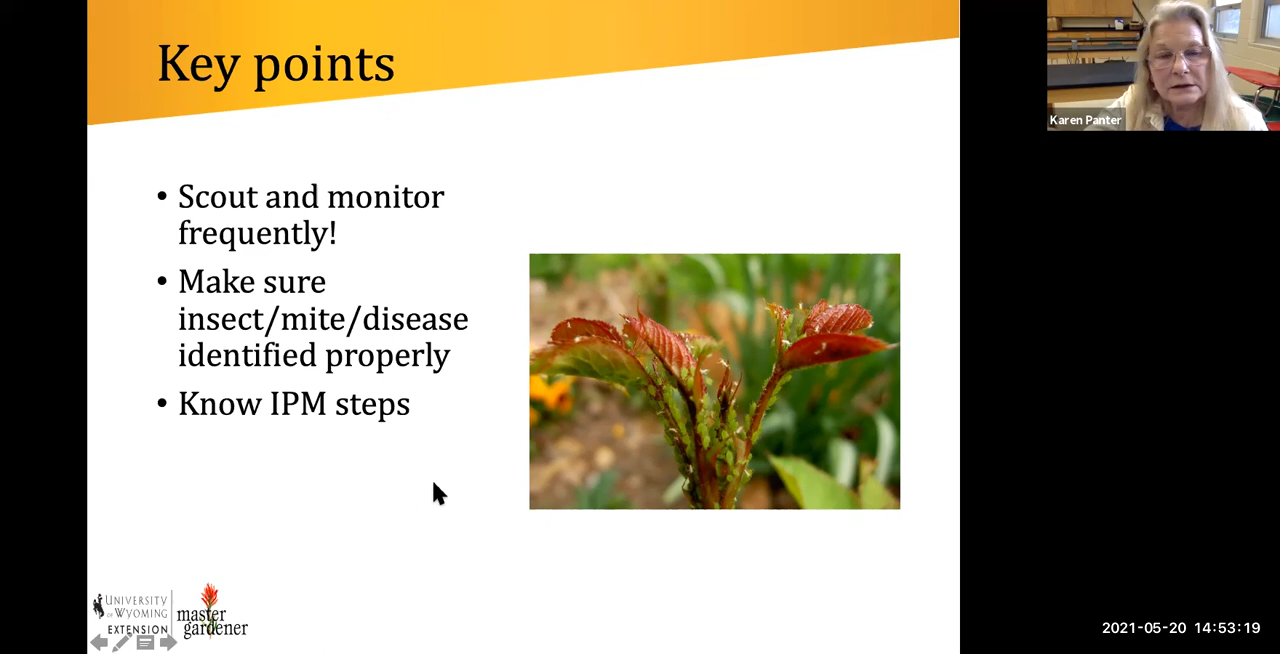 Key points
• Scout and monitor
frequently!
• Make sure
insect/mite/disease
identified properly
• Know IPM steps
Karen Panter
UNIVERSITY
OF WYOMING
EXTENSION
master
gardener
2021-05-20 14:53:19